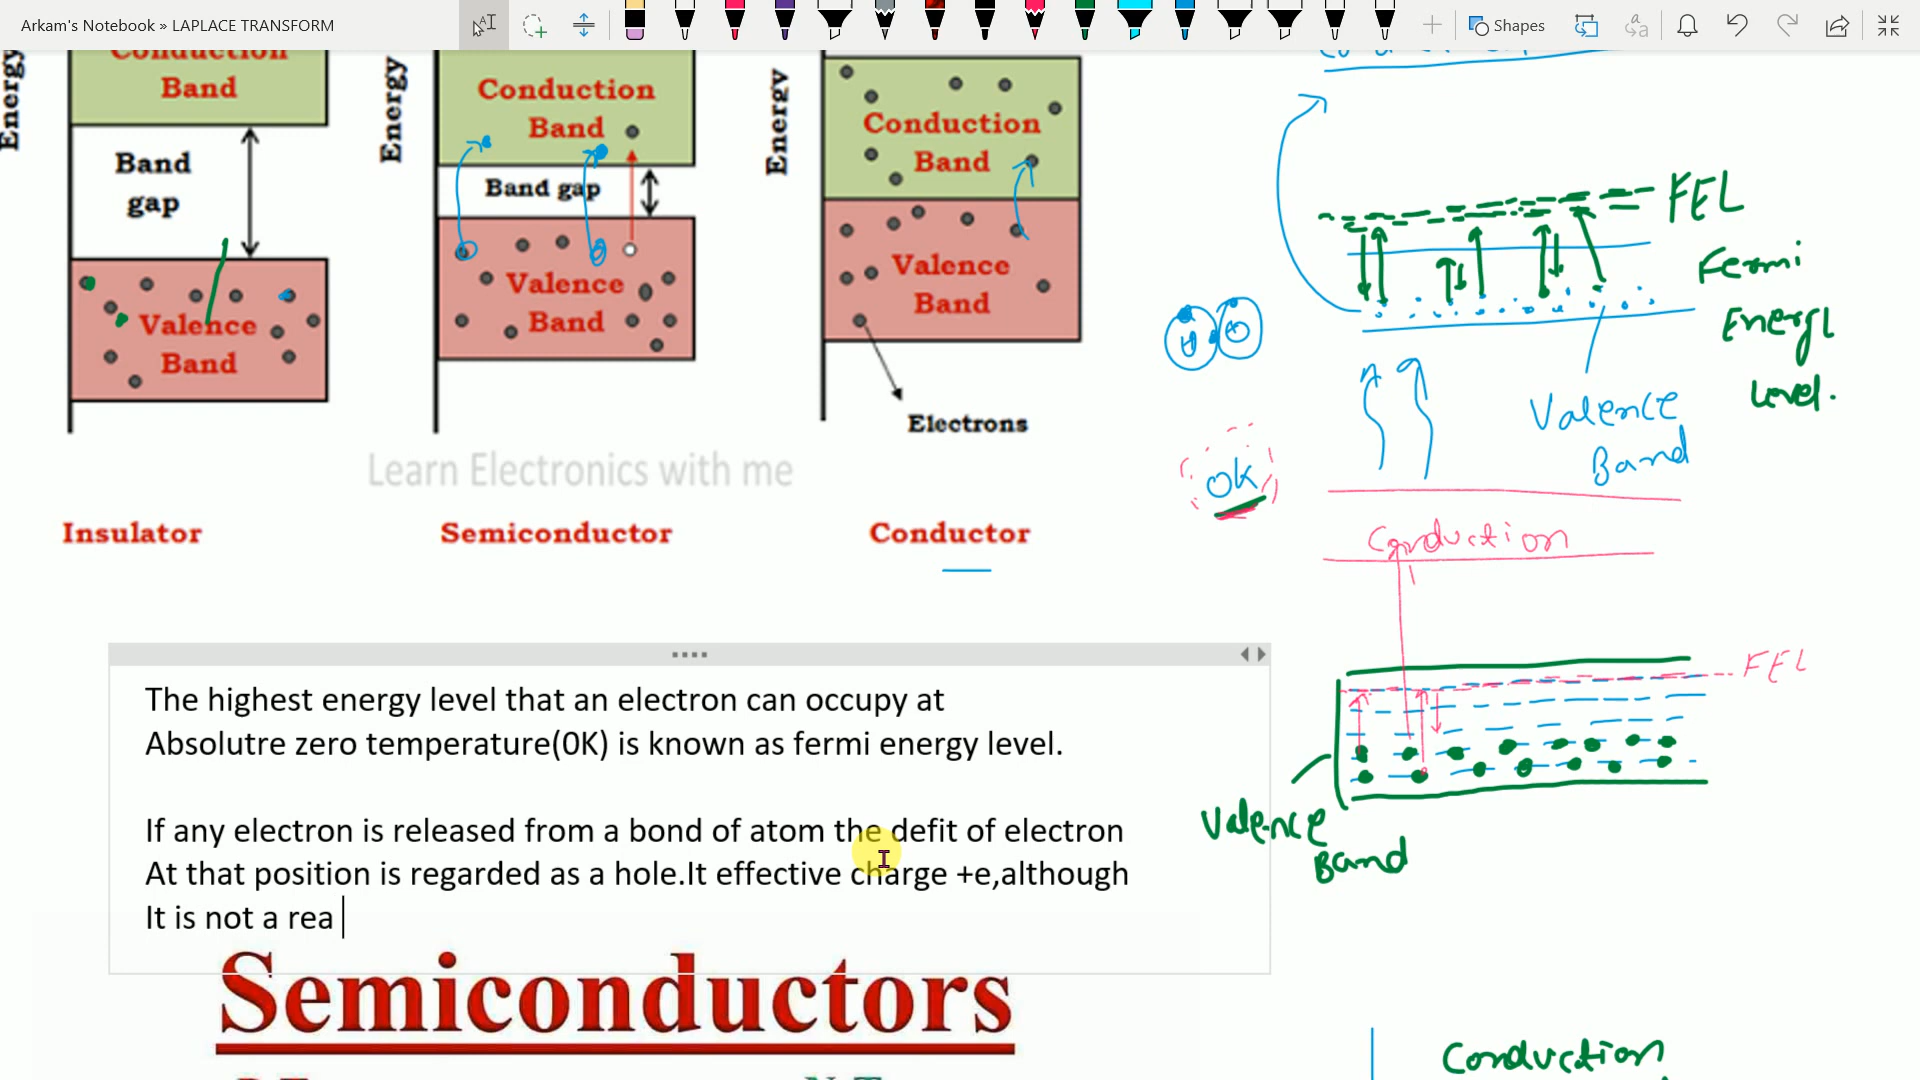 Arkam's Notebook » LAPLACE TRANSFORM
Shapes
Energy
Conduction
Band
Band
gap
Valence
Band
Insulator
Energy
Conduction
Band
Band gap
Valence
Band
Semiconductor
Energy
Conduction
Band
Valence
Band
Electrons
Conductor
Learn Electronics with me
FEL
Fermi
Energy
Level.
Valence
Band
OK
Conduction
FEL
Valence
Band
The highest energy level that an electron can occupy at
Absolutre zero temperature(0K) is known as fermi energy level.
If any electron is released from a bond of atom the defit of electron
At that position is regarded as a hole.It effective charge +e,although
It is not a rea
Semiconductors
Conduction